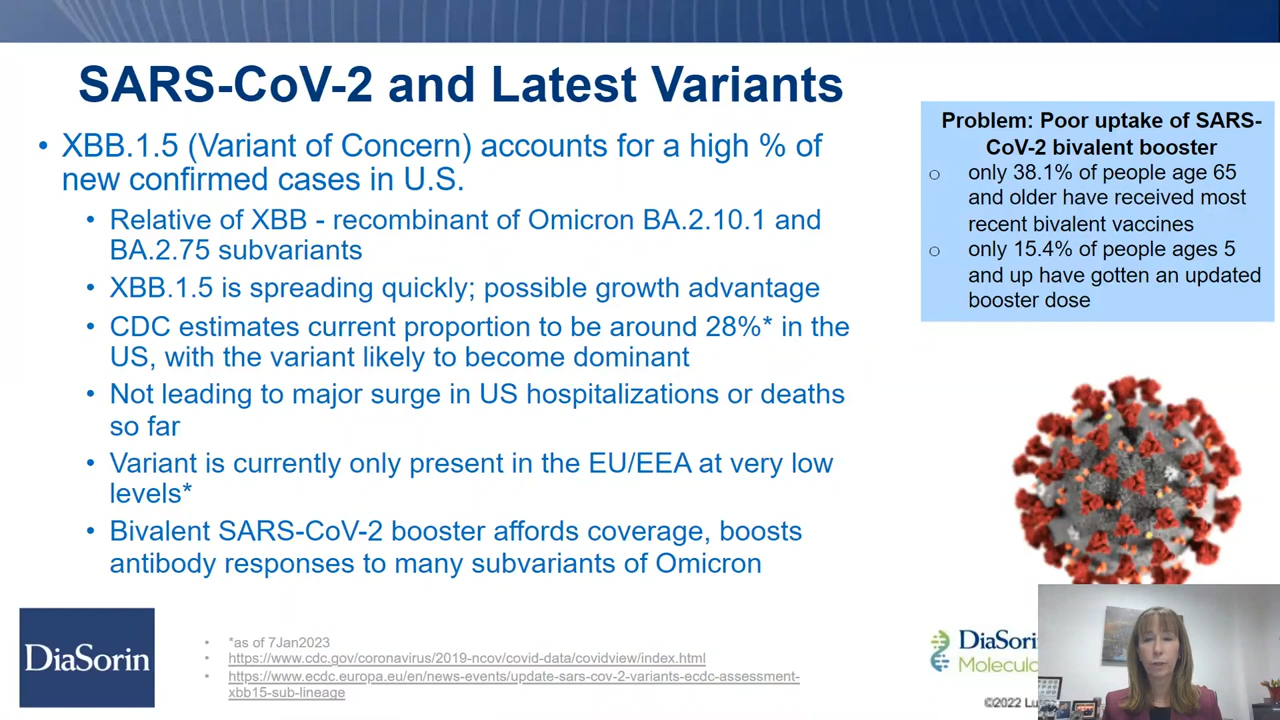 SARS-CoV-2 and Latest Variants
• XBB.1.5 (Variant of Concern) accounts for a high % of
new confirmed cases in U.S.
• Relative of XBB - recombinant of Omicron BA.2.10.1 and
BA.2.75 subvariants
• XBB.1.5 is spreading quickly; possible growth advantage
• CDC estimates current proportion to be around 28%* in the
US, with the variant likely to become dominant
• Not leading to major surge in US hospitalizations or deaths
so far
• Variant is currently only present in the EU/EEA at very low
levels*
• Bivalent SARS-CoV-2 booster affords coverage, boosts
antibody responses to many subvariants of Omicron
Problem: Poor uptake of SARS-
CoV-2 bivalent booster
o only 38.1% of people age 65
and older have received most
recent bivalent vaccines
o only 15.4% of people ages 5
and up have gotten an updated
booster dose
DiaSorin
• *as of 7Jan2023
• https://www.cdc.gov/coronavirus/2019-ncov/covid-data/covidview/index.html
• https://www.ecdc.europa.eu/en/news-events/update-sars-cov-2-variants-ecdc-assessment-
xbb15-sub-lineage
DiaSorin
Molecul
©2022 Lu